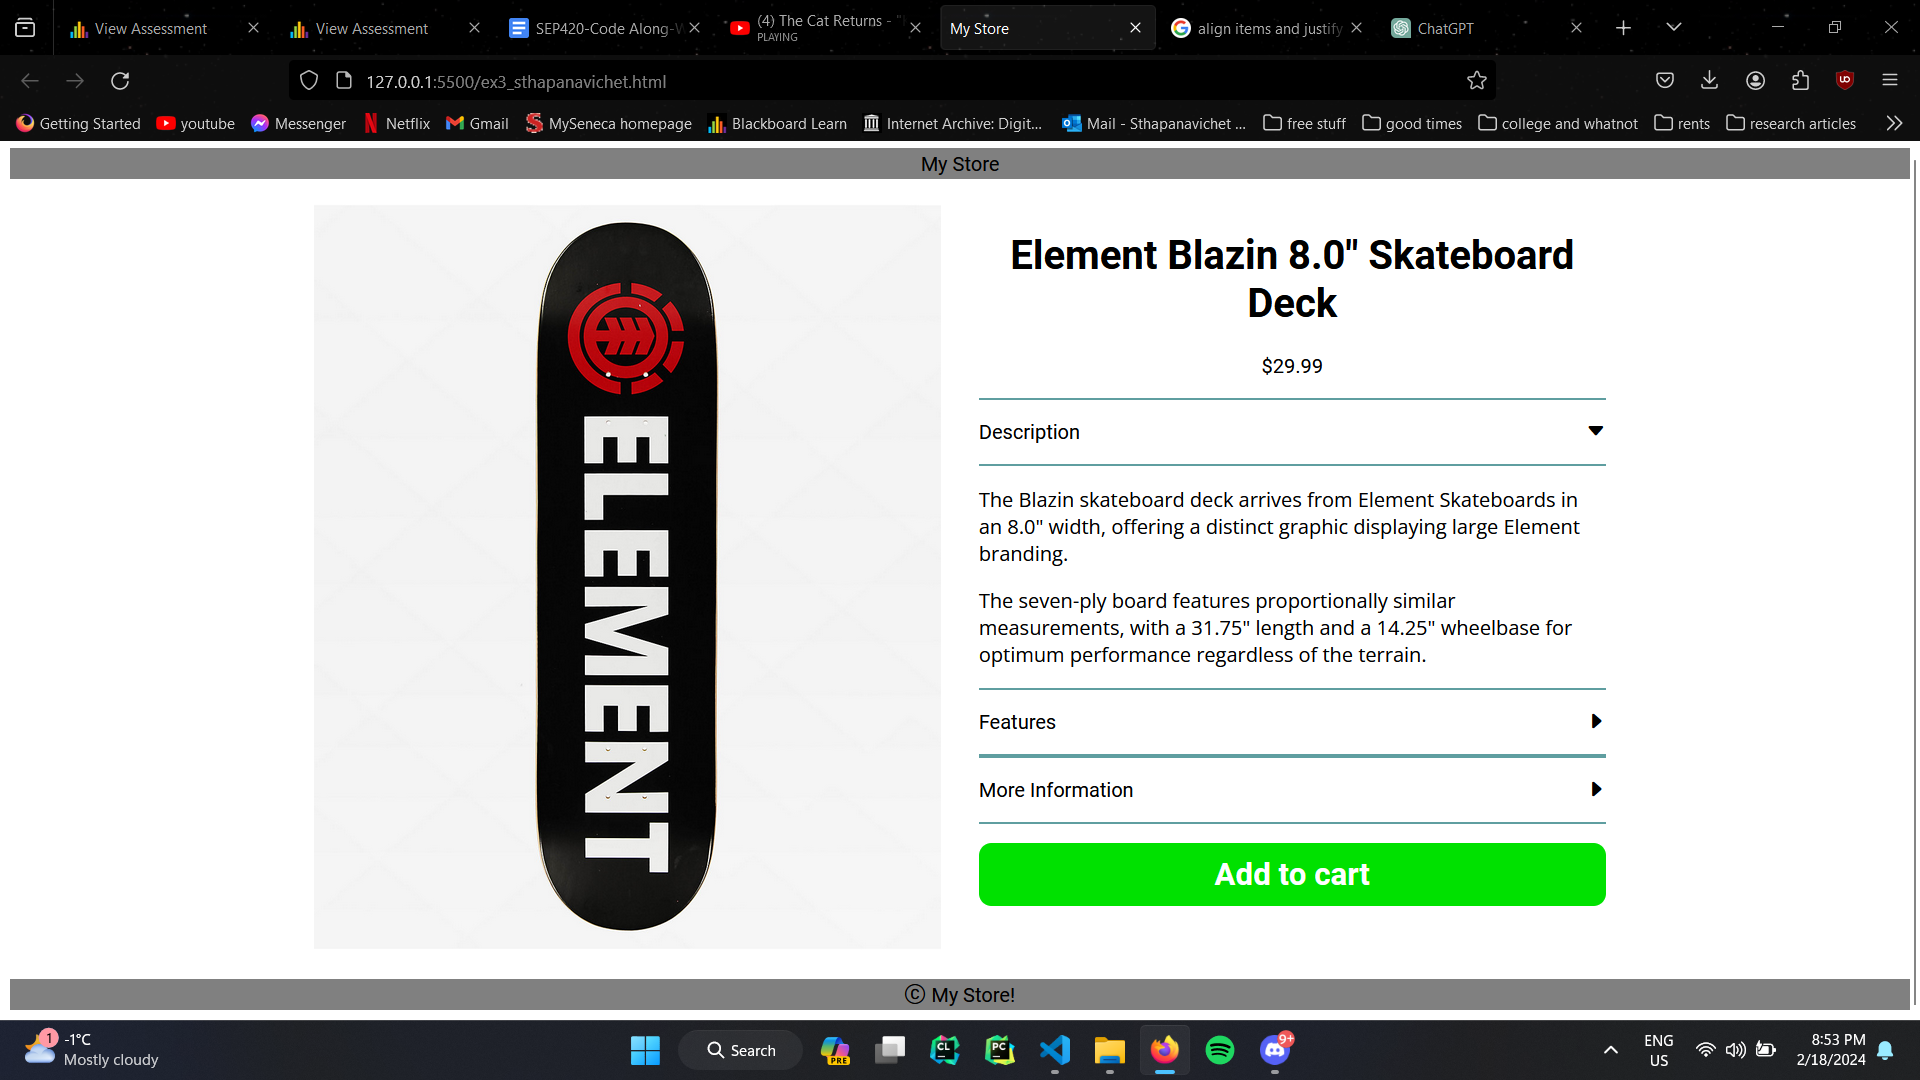 View Assessment
View Assessment
SEP420-Code Along-W
(4) The Cat Returns - "
PLAYING
My Store
align items and justify
ChatGPT
127.0.0.1:5500/ex3_sthapanavichet.html
Getting Started
youtube
Messenger
Netflix
Gmail
MySeneca homepage
Blackboard Learn
Internet Archive: Digit...
Mail - Sthapanavichet ...
free stuff
good times
college and whatnot
rents
research articles
My Store
ELEMENT
Element Blazin 8.0" Skateboard
Deck
$29.99
Description
The Blazin skateboard deck arrives from Element Skateboards in
an 8.0" width, offering a distinct graphic displaying large Element
branding.
The seven-ply board features proportionally similar
measurements, with a 31.75" length and a 14.25" wheelbase for
optimum performance regardless of the terrain.
Features
More Information
Add to cart
© My Store!
1
-1°C
Mostly cloudy
Search
PRE
CL
PC
9+
ENG
US
8:53 PM
2/18/2024